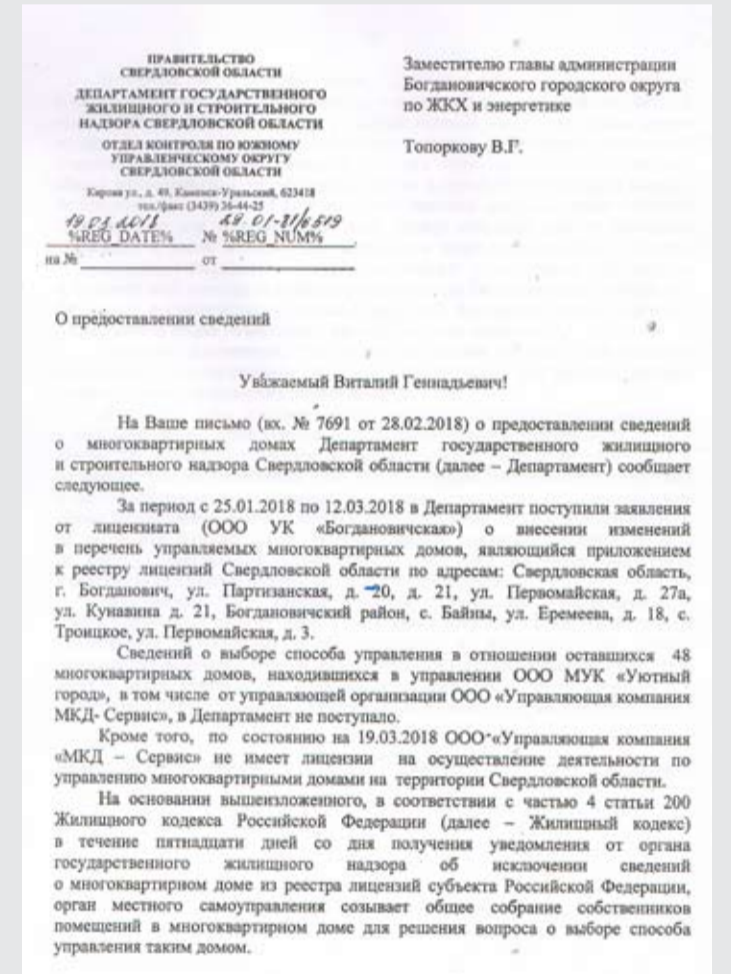 ПРАВИТЕЛЬСТВО
СВЕРДЛОВСКОЙ ОБЛАСТИ
ДЕПАРТАМЕНТ ГОСУДАРСТВЕННОГО
ЖИЛИЩНОГО И СТРОИТЕЛЬНОГО
НАДЗОРА СВЕРДЛОВСКОЙ ОБЛАСТИ
ОТДЕЛ КОНТРОЛЯ ПО ЮЖНОМУ
УПРАВЛЕНЧЕСКОМУ ОКРУГУ
СВЕРДЛОВСКОЙ ОБЛАСТИ
Кирова ул., д. 49, Каменск-Уральский, 623418
тел./факс (3439) 36-44-25
19.03.2018 29-01-31/6519
%REG_DATE% № %REG_NUM%
на № от
Заместителю главы администрации
Богдановичского городского округа
по ЖКХ и энергетике
Топоркову В.Г.
О предоставлении сведений
Уважаемый Виталий Геннадьевич!
На Ваше письмо (вх. № 7691 от 28.02.2018) о предоставлении сведений
о многоквартирных домах Департамент государственного жилищного
и строительного надзора Свердловской области (далее – Департамент) сообщает
следующее.
За период с 25.01.2018 по 12.03.2018 в Департамент поступили заявления
от лицензиата (ООО УК «Богдановичская») о внесении изменений
в перечень управляемых многоквартирных домов, являющийся приложением
к реестру лицензий Свердловской области по адресам: Свердловская область,
г. Богданович, ул. Партизанская, д. 20, д. 21, ул. Первомайская, д. 27а,
ул. Кунавина д. 21, Богдановичский район, с. Байны, ул. Еремеева, д. 18, с.
Троицкое, ул. Первомайская, д. 3.
Сведений о выборе способа управления в отношении оставшихся 48
многоквартирных домов, находившихся в управлении ООО МУК «Уютный
город», в том числе от управляющей организации ООО «Управляющая компания
МКД- Сервис», в Департамент не поступало.
Кроме того, по состоянию на 19.03.2018 ООО «Управляющая компания
«МКД – Сервис» не имеет лицензии на осуществление деятельности по
управлению многоквартирными домами на территории Свердловской области.
На основании вышеизложенного, в соответствии с частью 4 статьи 200
Жилищного кодекса Российской Федерации (далее – Жилищный кодекс)
в течение пятнадцати дней со дня получения уведомления от органа
государственного жилищного надзора об исключении сведений
о многоквартирном доме из реестра лицензий субъекта Российской Федерации,
орган местного самоуправления созывает общее собрание собственников
помещений в многоквартирном доме для решения вопроса о выборе способа
управления таким домом.